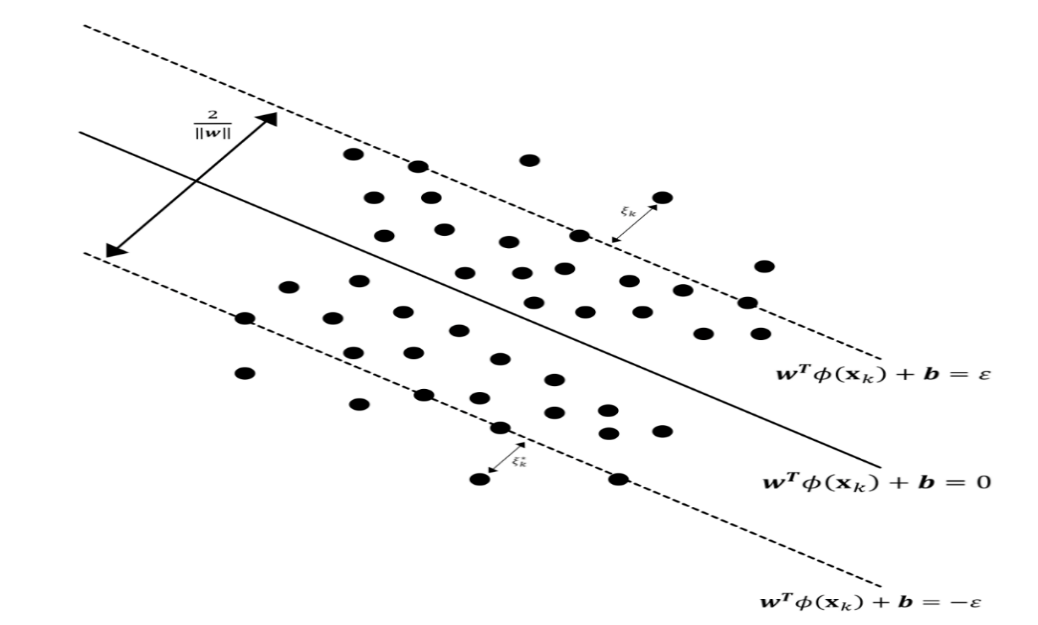 2
||w||
ξₖ
wᵀϕ(xₖ) + b = ε
ξₖ*
wᵀϕ(xₖ) + b = 0
wᵀϕ(xₖ) + b = −ε